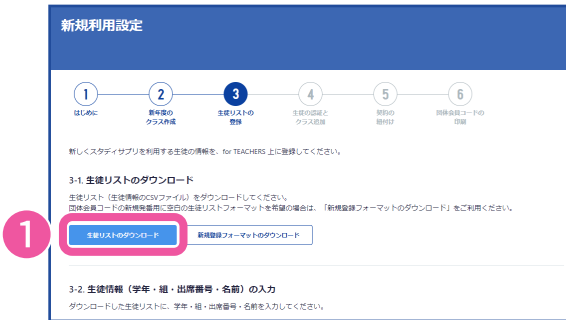 新規利用設定
1 2 3 4 5 6
はじめに 新年度の 生徒リストの 生徒の認証と 契約の 団体会員コードの
クラス作成 登録 クラス追加 紐付け 印刷
新しくスタディサプリを利用する生徒の情報を、for TEACHERS 上に登録してください。
3-1. 生徒リストのダウンロード
生徒リスト（生徒情報のCSVファイル）をダウンロードしてください。
団体会員コードの新規発番用に空白の生徒リストフォーマットを希望の場合は、「新規登録フォーマットのダウンロード」をご利用ください。
1 生徒リストのダウンロード 新規登録フォーマットのダウンロード
3-2. 生徒情報（学年・組・出席番号・名前）の入力
ダウンロードした生徒リストに、学年・組・出席番号・名前を入力してください。